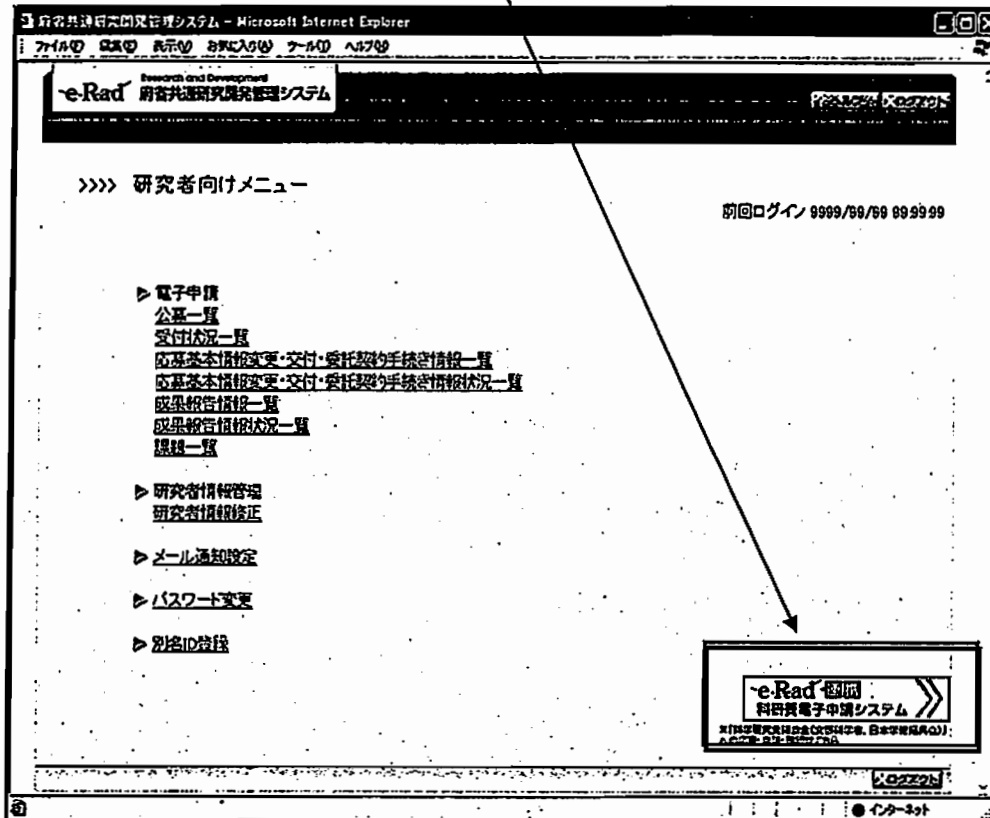 府省共通研究開発管理システム - Microsoft Internet Explorer
ファイル(F) 編集(E) 表示(V) お気に入り(A) ツール(T) ヘルプ(H)
e-Rad Research and Development 府省共通研究開発管理システム
ログアウト
>>>> 研究者向けメニュー
前回ログイン 9999/99/99 99:99:99
電子申請
公募一覧
受付状況一覧
応募基本情報変更・交付・委託契約手続き情報一覧
応募基本情報変更・交付・委託契約手続き情報状況一覧
成果報告情報一覧
成果報告情報状況一覧
課題一覧
研究者情報管理
研究者情報修正
メール通知設定
パスワード変更
別名ID登録
e-Rad
科研費電子申請システム
ログアウト
インターネット